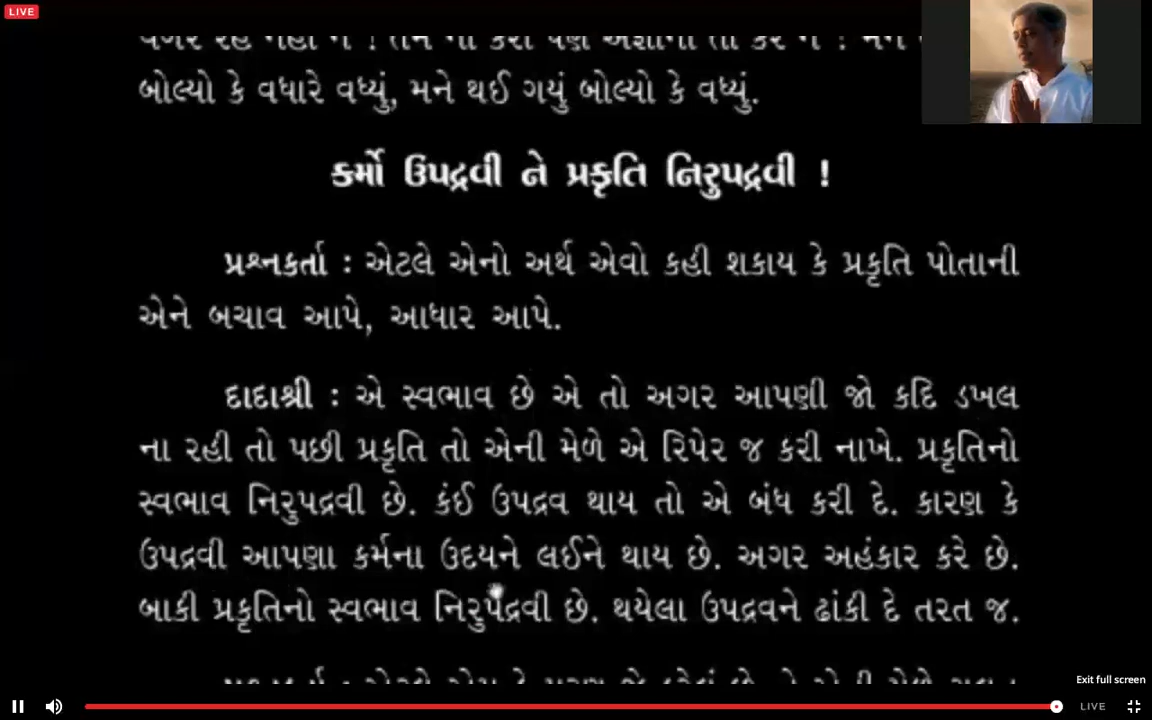 LIVE
બોલ્યો કે વધારે વધ્યું, મને થઈ ગયું બોલ્યો કે વધ્યું.
કર્મો ઉપદ્રવી ને પ્રકૃતિ નિરુપદ્રવી !
પ્રશ્નકર્તા : એટલે એનો અર્થ એવો કહી શકાય કે પ્રકૃતિ પોતાની
એને બચાવ આપે, આધાર આપે.
દાદાશ્રી : એ સ્વભાવ છે એ તો અગર આપણી જો કદિ ડખલ
ના રહી તો પછી પ્રકૃતિ તો એની મેળે એ રિપેર જ કરી નાખે. પ્રકૃતિનો
સ્વભાવ નિરુપદ્રવી છે. કંઈ ઉપદ્રવ થાય તો એ બંધ કરી દે. કારણ કે
ઉપદ્રવી આપણા કર્મના ઉદયને લઈને થાય છે. અગર અહંકાર કરે છે.
બાકી પ્રકૃતિનો સ્વભાવ નિરુપદ્રવી છે. થયેલા ઉપદ્રવને ઢાંકી દે તરત જ.
Exit full screen
LIVE